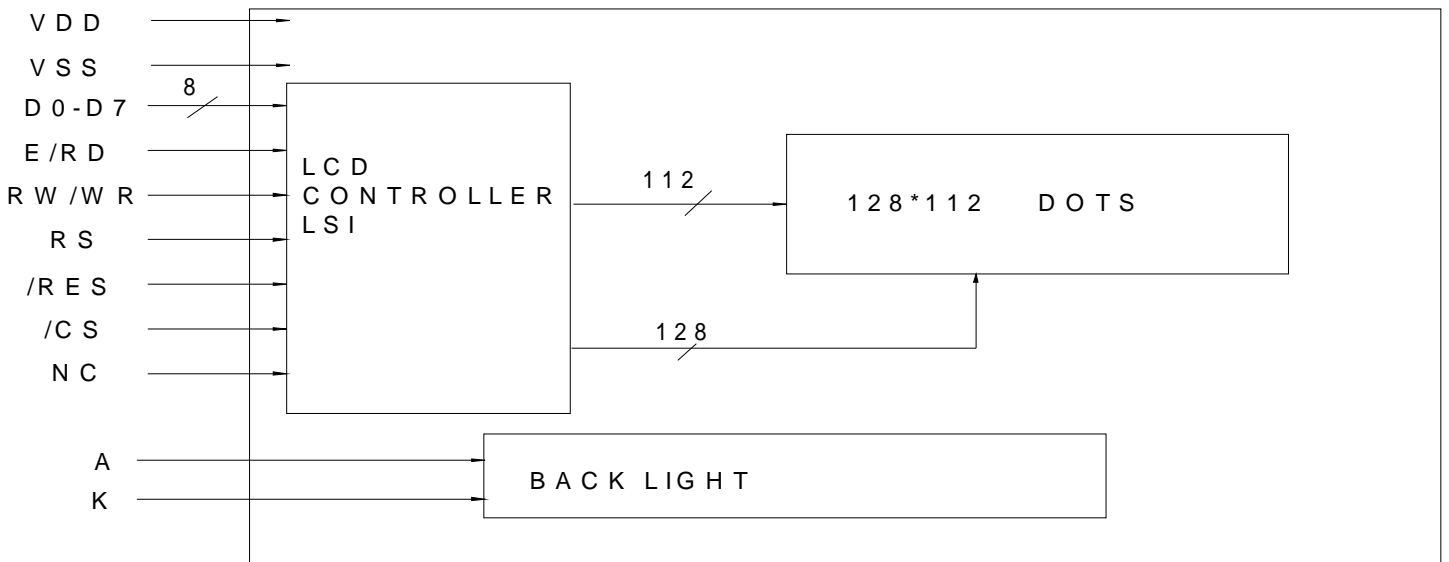 VDD
VSS
8
D0-D7
E/RD
LCD
CONTROLLER
LSI
112
128*112 DOTS
RW/WR
RS
/RES
/CS
128
NC
A
BACK LIGHT
K